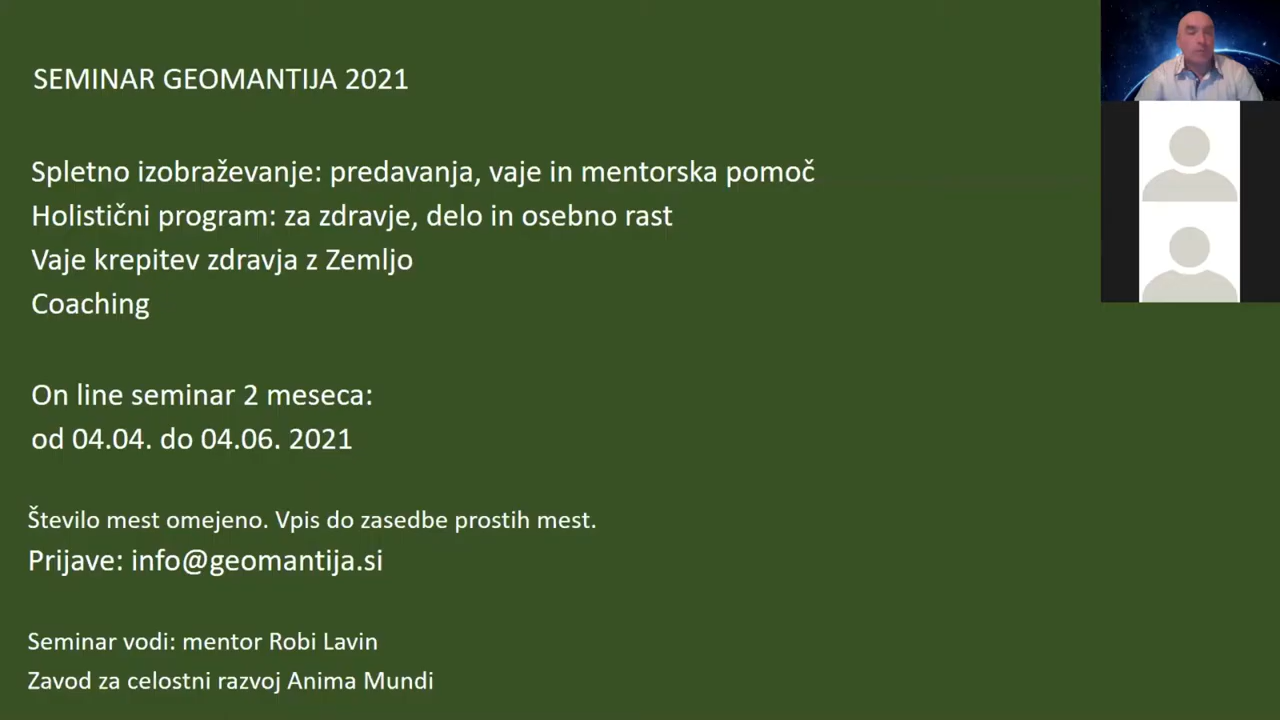 SEMINAR GEOMANTIJA 2021
Spletno izobraževanje: predavanja, vaje in mentorska pomoč
Holistični program: za zdravje, delo in osebno rast
Vaje krepitev zdravja z Zemljo
Coaching
On line seminar 2 meseca:
od 04.04. do 04.06. 2021
Število mest omejeno. Vpis do zasedbe prostih mest.
Prijave: info@geomantija.si
Seminar vodi: mentor Robi Lavin
Zavod za celostni razvoj Anima Mundi